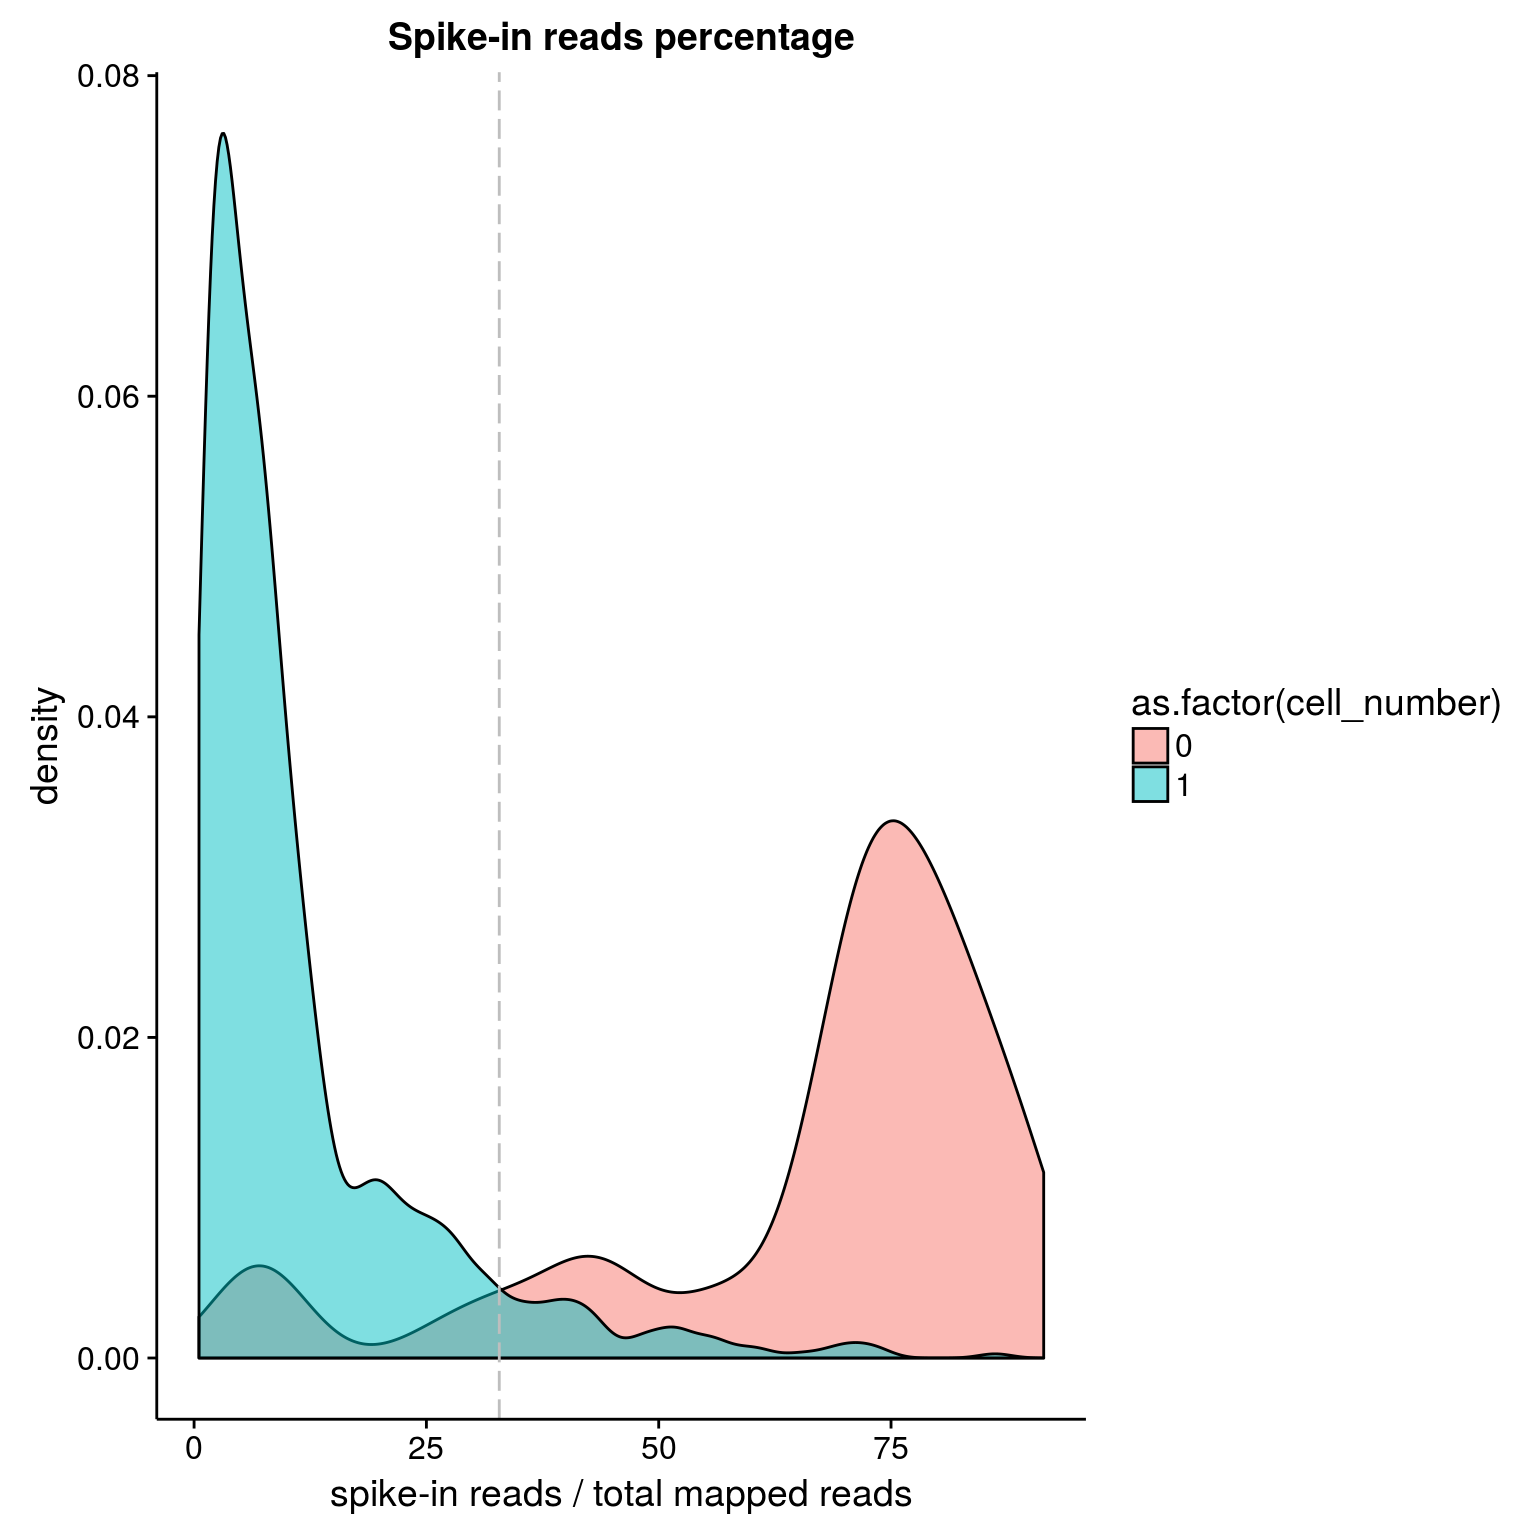 Spike-in reads percentage
0.08
0.06
0.04
0.02
0.00
density
0
25
50
75
spike-in reads / total mapped reads
as.factor(cell_number)
0
1